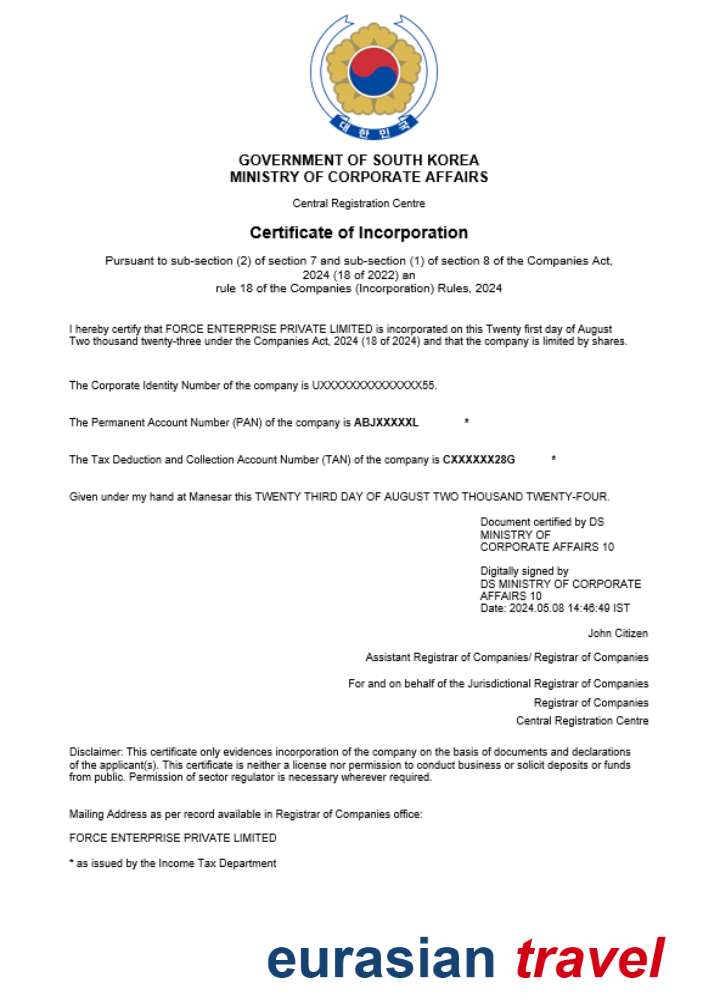 대한민국
GOVERNMENT OF SOUTH KOREA
MINISTRY OF CORPORATE AFFAIRS
Central Registration Centre
Certificate of Incorporation
Pursuant to sub-section (2) of section 7 and sub-section (1) of section 8 of the Companies Act,
2024 (18 of 2022) an
rule 18 of the Companies (Incorporation) Rules, 2024
I hereby certify that FORCE ENTERPRISE PRIVATE LIMITED is incorporated on this Twenty first day of August
Two thousand twenty-three under the Companies Act, 2024 (18 of 2024) and that the company is limited by shares.
The Corporate Identity Number of the company is UXXXXXXXXXXXXXXX55.
The Permanent Account Number (PAN) of the company is ABJXXXXXL *
The Tax Deduction and Collection Account Number (TAN) of the company is CXXXXXX28G *
Given under my hand at Manesar this TWENTY THIRD DAY OF AUGUST TWO THOUSAND TWENTY-FOUR.
Document certified by DS
MINISTRY OF
CORPORATE AFFAIRS 10
Digitally signed by
DS MINISTRY OF CORPORATE
AFFAIRS 10
Date: 2024.05.08 14:46:49 IST
John Citizen
Assistant Registrar of Companies/ Registrar of Companies
For and on behalf of the Jurisdictional Registrar of Companies
Registrar of Companies
Central Registration Centre
Disclaimer: This certificate only evidences incorporation of the company on the basis of documents and declarations
of the applicant(s). This certificate is neither a license nor permission to conduct business or solicit deposits or funds
from public. Permission of sector regulator is necessary wherever required.
Mailing Address as per record available in Registrar of Companies office:
FORCE ENTERPRISE PRIVATE LIMITED
* as issued by the Income Tax Department
eurasian travel